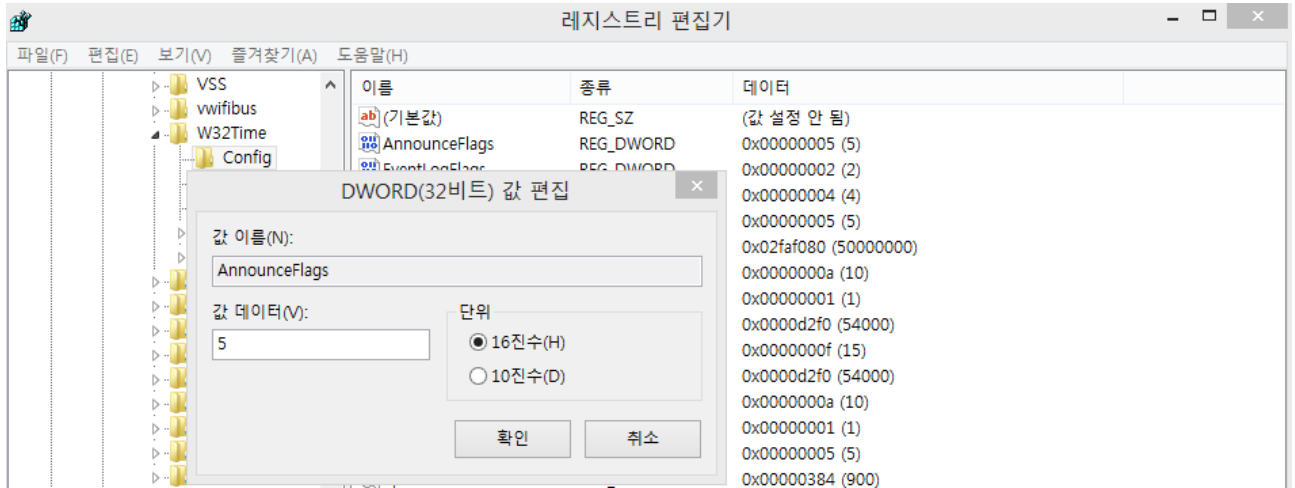 레지스트리 편집기
파일(F) 편집(E) 보기(V) 즐겨찾기(A) 도움말(H)
VSS
vwifibus
W32Time
Config
이름 종류 데이터
(기본값) REG_SZ (값 설정 안 됨)
AnnounceFlags REG_DWORD 0x00000005 (5)
EventLogFlags REG_DWORD 0x00000002 (2)
0x00000004 (4)
0x00000005 (5)
0x02faf080 (50000000)
0x0000000a (10)
0x00000001 (1)
0x0000d2f0 (54000)
0x0000000f (15)
0x0000d2f0 (54000)
0x0000000a (10)
0x00000001 (1)
0x00000005 (5)
0x00000384 (900)
DWORD(32비트) 값 편집
값 이름(N):
AnnounceFlags
값 데이터(V):
5
단위
16진수(H)
10진수(D)
확인 취소